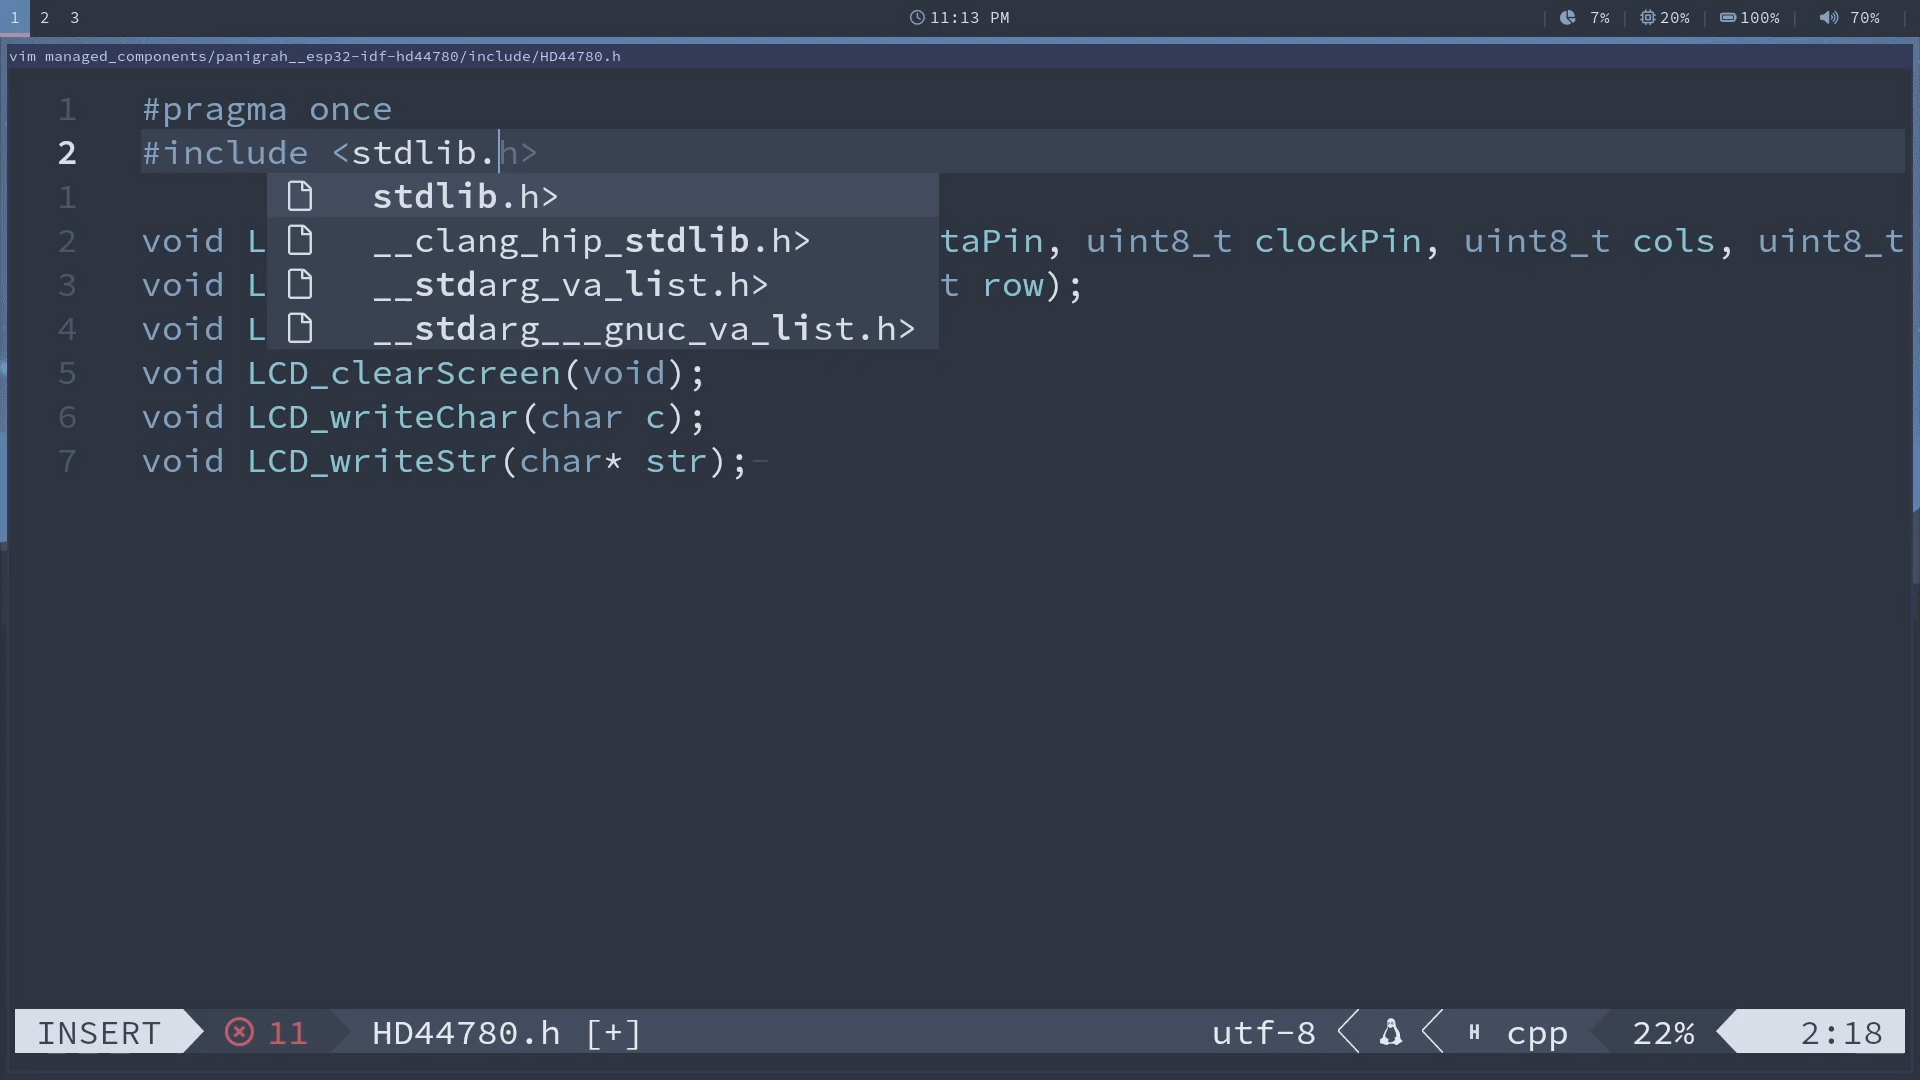 1 2 3 11:13 PM 7% 20% 100% 70%
vim managed_components/panigrah__esp32-idf-hd44780/include/HD44780.h
1 #pragma once
2 #include <stdlib.h>
1 stdlib.h>
2 void L __clang_hip_stdlib.h> taPin, uint8_t clockPin, uint8_t cols, uint8_t
3 void L __stdarg_va_list.h> t row);
4 void L __stdarg___gnuc_va_list.h>
5 void LCD_clearScreen(void);
6 void LCD_writeChar(char c);
7 void LCD_writeStr(char* str);-
INSERT 11 HD44780.h [+] utf-8 H cpp 22% 2:18